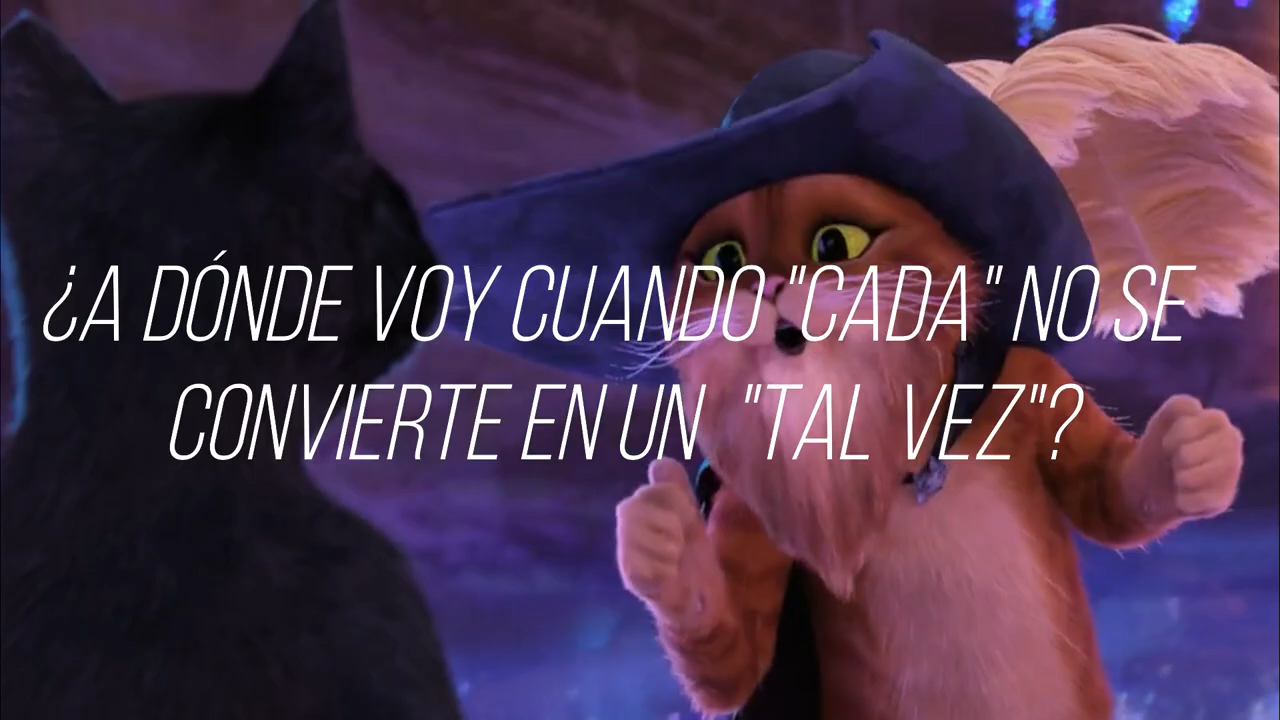 ¿A DÓNDE VOY CUANDO "CADA" NO SE
CONVIERTE EN UN "TAL VEZ"?